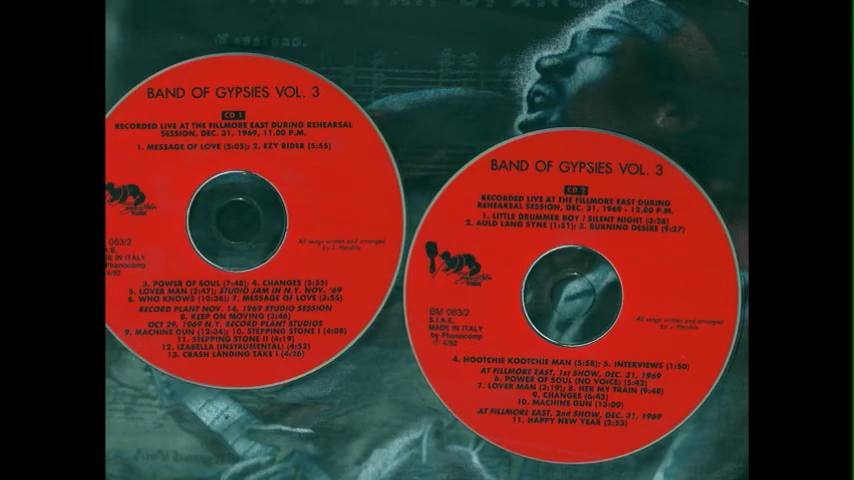 BAND OF GYPSIES VOL. 3
CD 1
RECORDED LIVE AT THE FILLMORE EAST DURING REHEARSAL
SESSION, DEC. 31, 1969, 11.00 P.M.
1. MESSAGE OF LOVE (5:05); 2. EZY RIDER (5:55)
063/2
MADE IN ITALY
Phonocomp
All songs written and arranged
by J. Hendrix
3. POWER OF SOUL (7:48); 4. CHANGES (5:55)
5. LOVER MAN (2:47); STUDIO JAM IN N.Y. NOV. '69
6. WHO KNOWS (10:36); 7. MESSAGE OF LOVE (3:55)
RECORD PLANT NOV. 14, 1969 STUDIO SESSION
8. KEEP ON MOVING (3:46)
OCT 29, 1969 N.Y. RECORD PLANT STUDIOS
9. MACHINE GUN (12:34); 10. STEPPING STONE I (4:08)
11. STEPPING STONE II (4:19)
12. IZABELLA (INSTRUMENTAL) (4:52)
13. CRASH LANDING TAKE I (4:26)
BAND OF GYPSIES VOL. 3
CD 2
RECORDED LIVE AT THE FILLMORE EAST DURING
REHEARSAL SESSION, DEC. 31, 1969 - 12.00 P.M.
1. LITTLE DRUMMER BOY / SILENT NIGHT (3:26)
2. AULD LANG SYNE (1:51); 3. BURNING DESIRE (9:27)
BM 063/2
S.I.A.E.
MADE IN ITALY
by Phonocomp
℗ 4/92
All songs written and arranged
by J. Hendrix
4. HOOTCHIE KOOTCHIE MAN (5:58); 5. INTERVIEWS (1:50)
AT FILLMORE EAST, 1st SHOW, DEC. 31, 1969
6. POWER OF SOUL (NO VOICE) (5:42)
7. LOVER MAN (3:19); 8. HER MY TRAIN (9:48)
9. CHANGES (6:43)
10. MACHINE GUN (13:09)
AT FILLMORE EAST, 2nd SHOW, DEC. 31, 1969
11. HAPPY NEW YEAR (2:53)